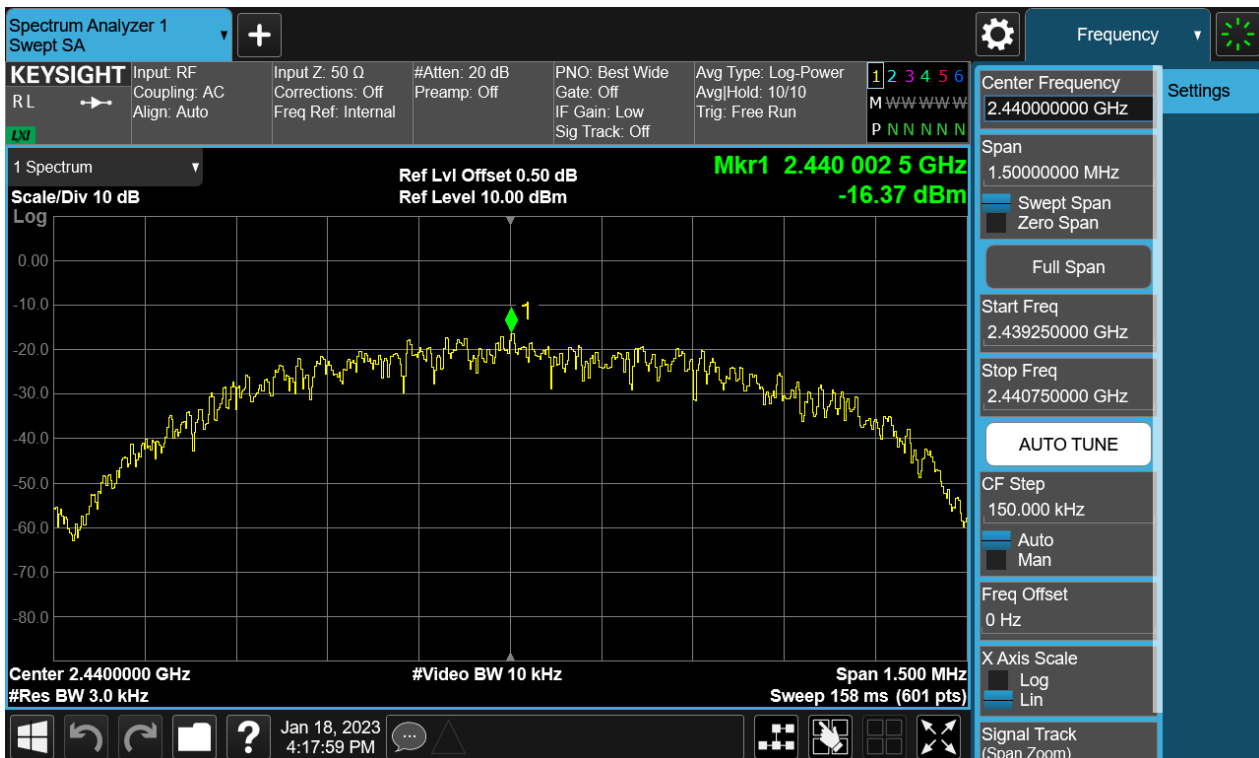 Spectrum Analyzer 1
Swept SA
+
Frequency
KEYSIGHT
R L
LXI
Input: RF
Coupling: AC
Align: Auto
Input Z: 50 Ω
Corrections: Off
Freq Ref: Internal
#Atten: 20 dB
Preamp: Off
PNO: Best Wide
Gate: Off
IF Gain: Low
Sig Track: Off
Avg Type: Log-Power
Avg|Hold: 10/10
Trig: Free Run
1 2 3 4 5 6
M W W W W W
P N N N N N
1 Spectrum
Scale/Div 10 dB
Log
Ref Lvl Offset 0.50 dB
Ref Level 10.00 dBm
Mkr1 2.440 002 5 GHz
-16.37 dBm
0.00
-10.0
-20.0
-30.0
-40.0
-50.0
-60.0
-70.0
-80.0
1
Center 2.4400000 GHz
#Res BW 3.0 kHz
#Video BW 10 kHz
Span 1.500 MHz
Sweep 158 ms (601 pts)
?
Jan 18, 2023
4:17:59 PM
Center Frequency
2.440000000 GHz
Settings
Span
1.50000000 MHz
Swept Span
Zero Span
Full Span
Start Freq
2.439250000 GHz
Stop Freq
2.440750000 GHz
AUTO TUNE
CF Step
150.000 kHz
Auto
Man
Freq Offset
0 Hz
X Axis Scale
Log
Lin
Signal Track
(Span Zoom)